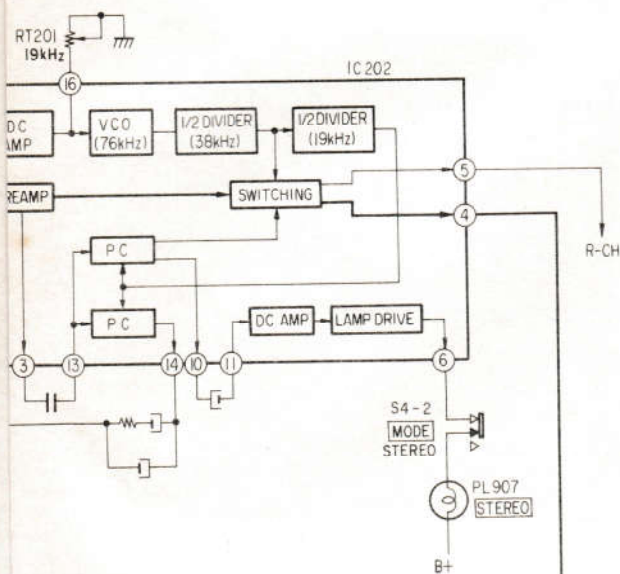 RT201
19kHz
16
IC202
DC
AMP
VCO
(76kHz)
1/2 DIVIDER
(38kHz)
1/2 DIVIDER
(19kHz)
REAMP
SWITCHING
5
4
R-CH
PC
PC
DC AMP
LAMP DRIVE
3
13
14
10
11
6
S4-2
MODE
STEREO
PL907
STEREO
B+